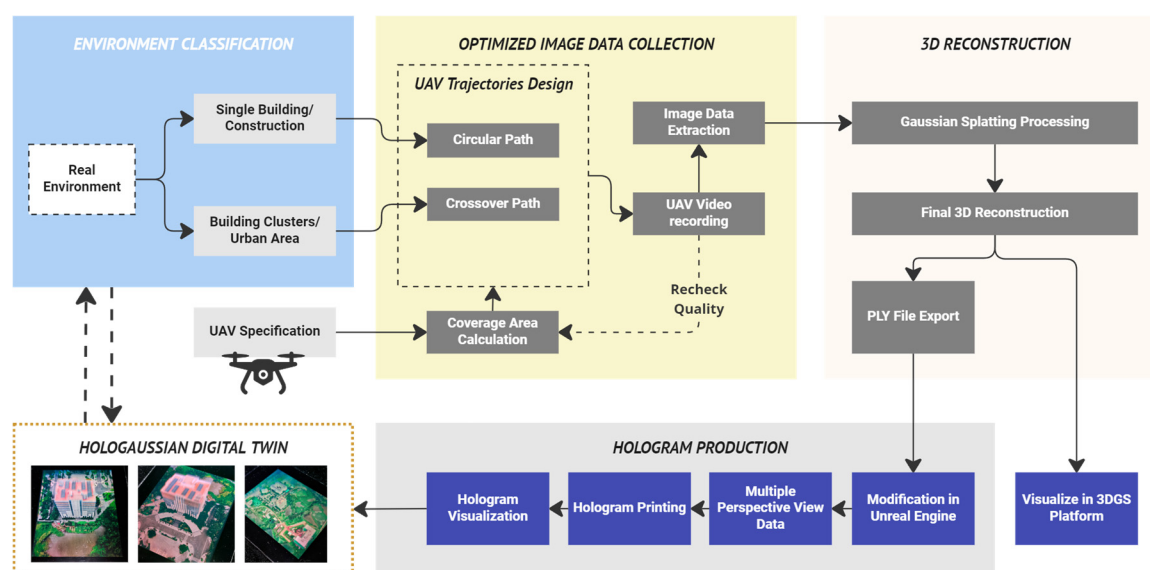 ENVIRONMENT CLASSIFICATION
Real
Environment
Single Building/
Construction
Building Clusters/
Urban Area
UAV Specification
OPTIMIZED IMAGE DATA COLLECTION
UAV Trajectories Design
Circular Path
Crossover Path
Coverage Area
Calculation
Image Data
Extraction
UAV Video
recording
Recheck
Quality
3D RECONSTRUCTION
Gaussian Splatting Processing
Final 3D Reconstruction
PLY File Export
HOLOGAUSSIAN DIGITAL TWIN
HOLOGRAM PRODUCTION
Hologram
Visualization
Hologram Printing
Multiple
Perspective View
Data
Modification in
Unreal Engine
Visualize in 3DGS
Platform